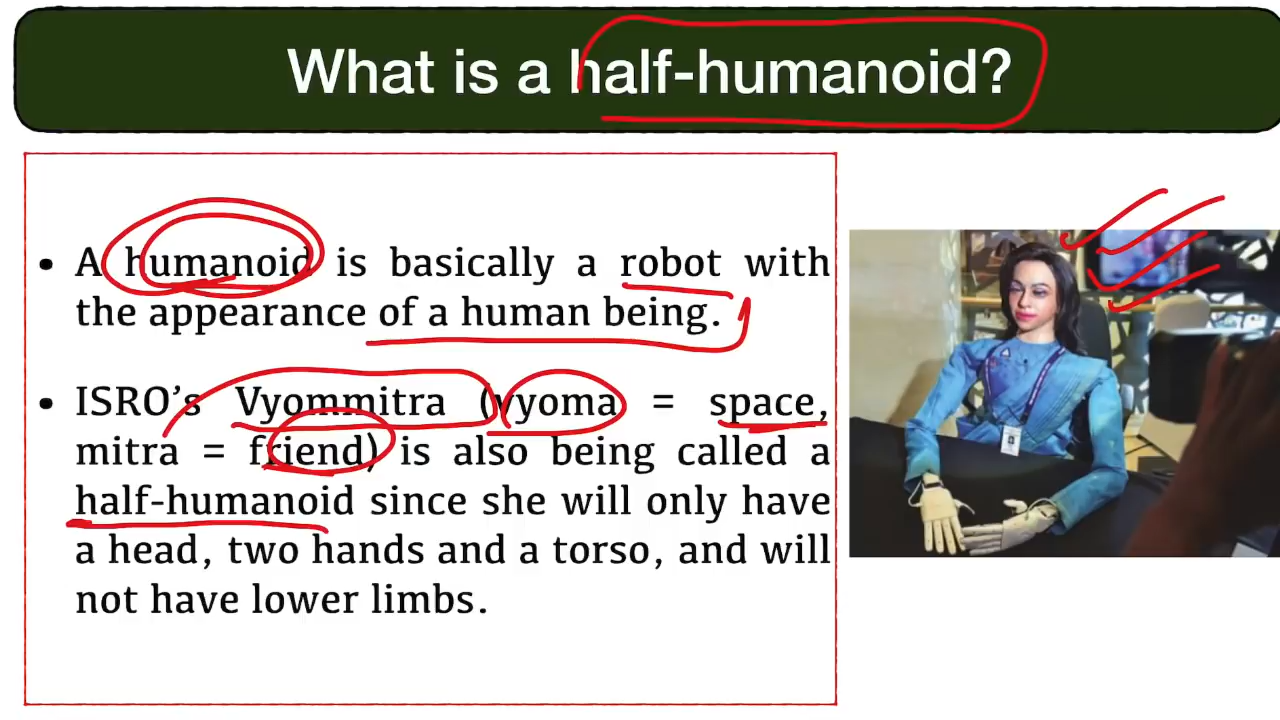 What is a half-humanoid?
• A humanoid is basically a robot with
the appearance of a human being.
• ISRO’s Vyommitra (vyoma = space,
mitra = friend) is also being called a
half-humanoid since she will only have
a head, two hands and a torso, and will
not have lower limbs.